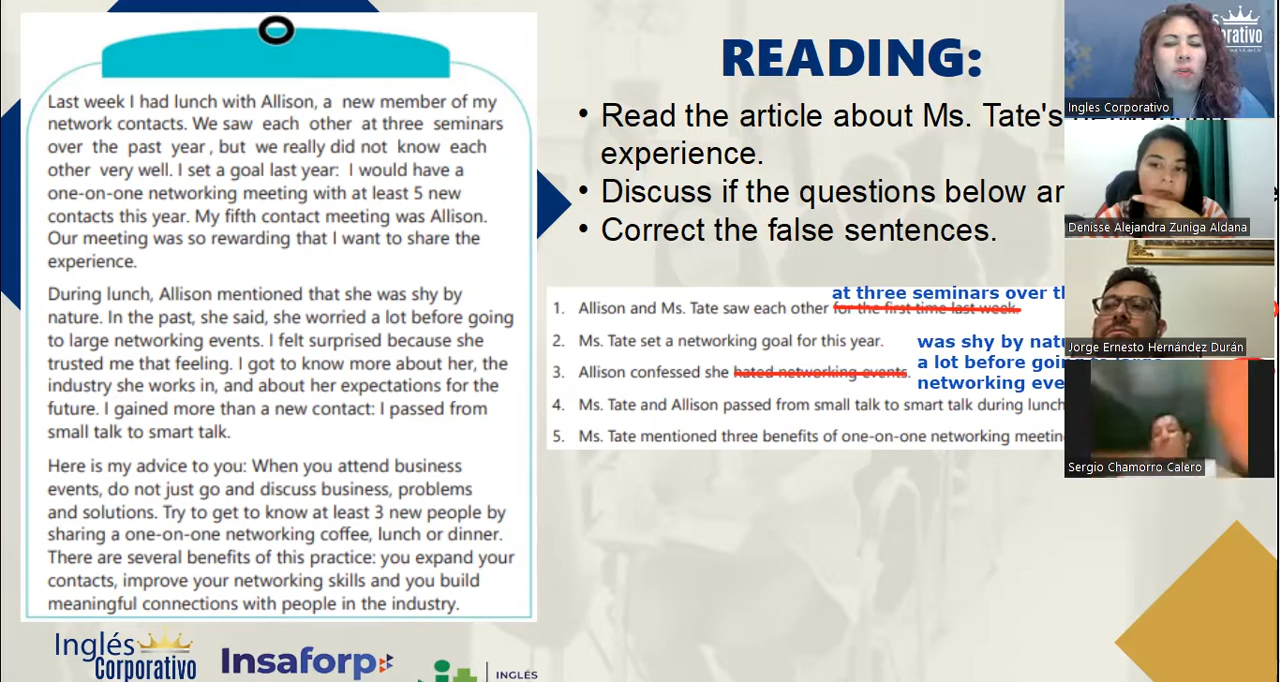 Last week I had lunch with Allison, a new member of my
network contacts. We saw each other at three seminars
over the past year, but we really did not know each
other very well. I set a goal last year: I would have a
one-on-one networking meeting with at least 5 new
contacts this year. My fifth contact meeting was Allison.
Our meeting was so rewarding that I want to share the
experience.
During lunch, Allison mentioned that she was shy by
nature. In the past, she said, she worried a lot before going
to large networking events. I felt surprised because she
trusted me that feeling. I got to know more about her, the
industry she works in, and about her expectations for the
future. I gained more than a new contact: I passed from
small talk to smart talk.
Here is my advice to you: When you attend business
events, do not just go and discuss business, problems
and solutions. Try to get to know at least 3 new people by
sharing a one-on-one networking coffee, lunch or dinner.
There are several benefits of this practice: you expand your
contacts, improve your networking skills and you build
meaningful connections with people in the industry.
Inglés
Corporativo
Insaforp
INGLÉS
READING:
• Read the article about Ms. Tate's
experience.
• Discuss if the questions below ar
• Correct the false sentences.
at three seminars over th
1. Allison and Ms. Tate saw each other for the first time last week.
2. Ms. Tate set a networking goal for this year.
was shy by natu
3. Allison confessed she hated networking events.
a lot before goin
networking eve
4. Ms. Tate and Allison passed from small talk to smart talk during lunch
5. Ms. Tate mentioned three benefits of one-on-one networking meetin
Ingles Corporativo
Denisse Alejandra Zuniga Aldana
Jorge Ernesto Hernández Durán
Sergio Chamorro Calero